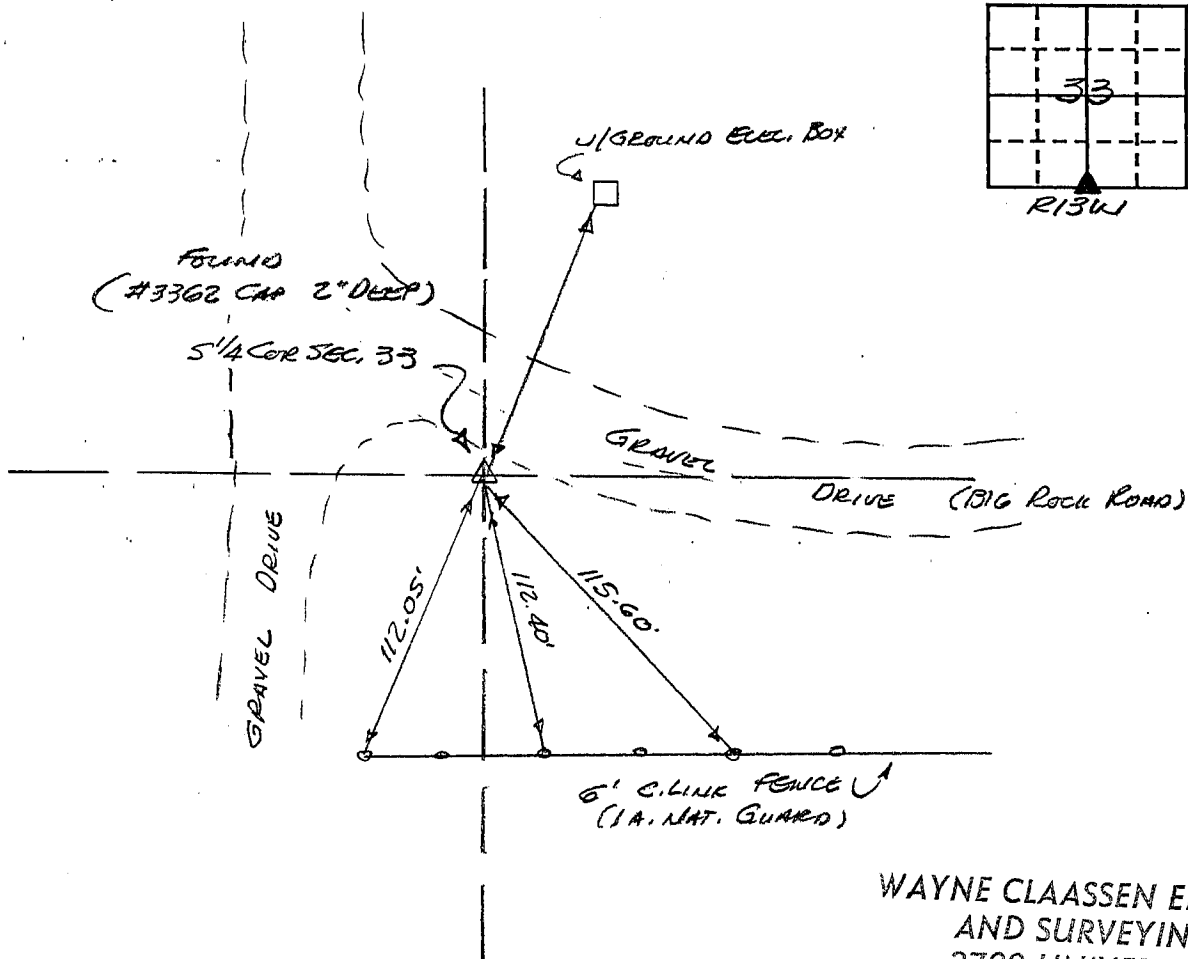 33
R13W
U/GROUND ELEC. BOX
FOUND
(#3362 CAP 2" DEEP)
S 1/4 COR SEC. 33
GRAVEL
DRIVE (BIG ROCK ROAD)
GRAVEL DRIVE
112.05'
112.40'
115.60'
6' C.LINK FENCE
(IA. NAT. GUARD)
WAYNE CLAASSEN
AND SURVEYIN